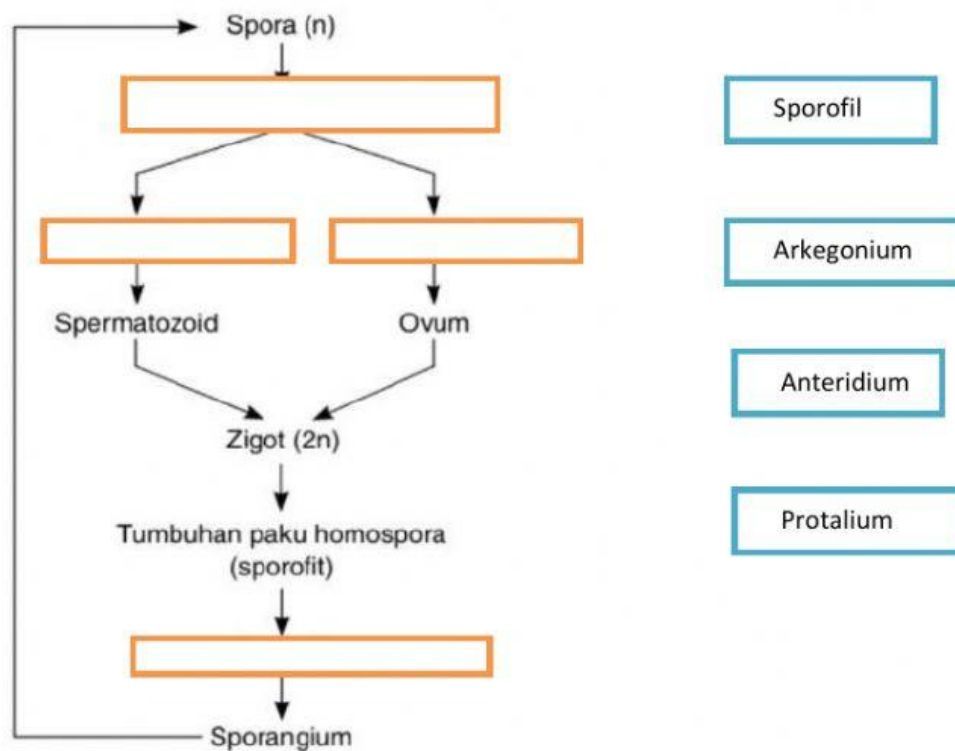 Spora (n)
Sporofil
Arkegonium
Spermatozoid
Ovum
Anteridium
Zigot (2n)
Protalium
Tumbuhan paku homospora
(sporofit)
Sporangium